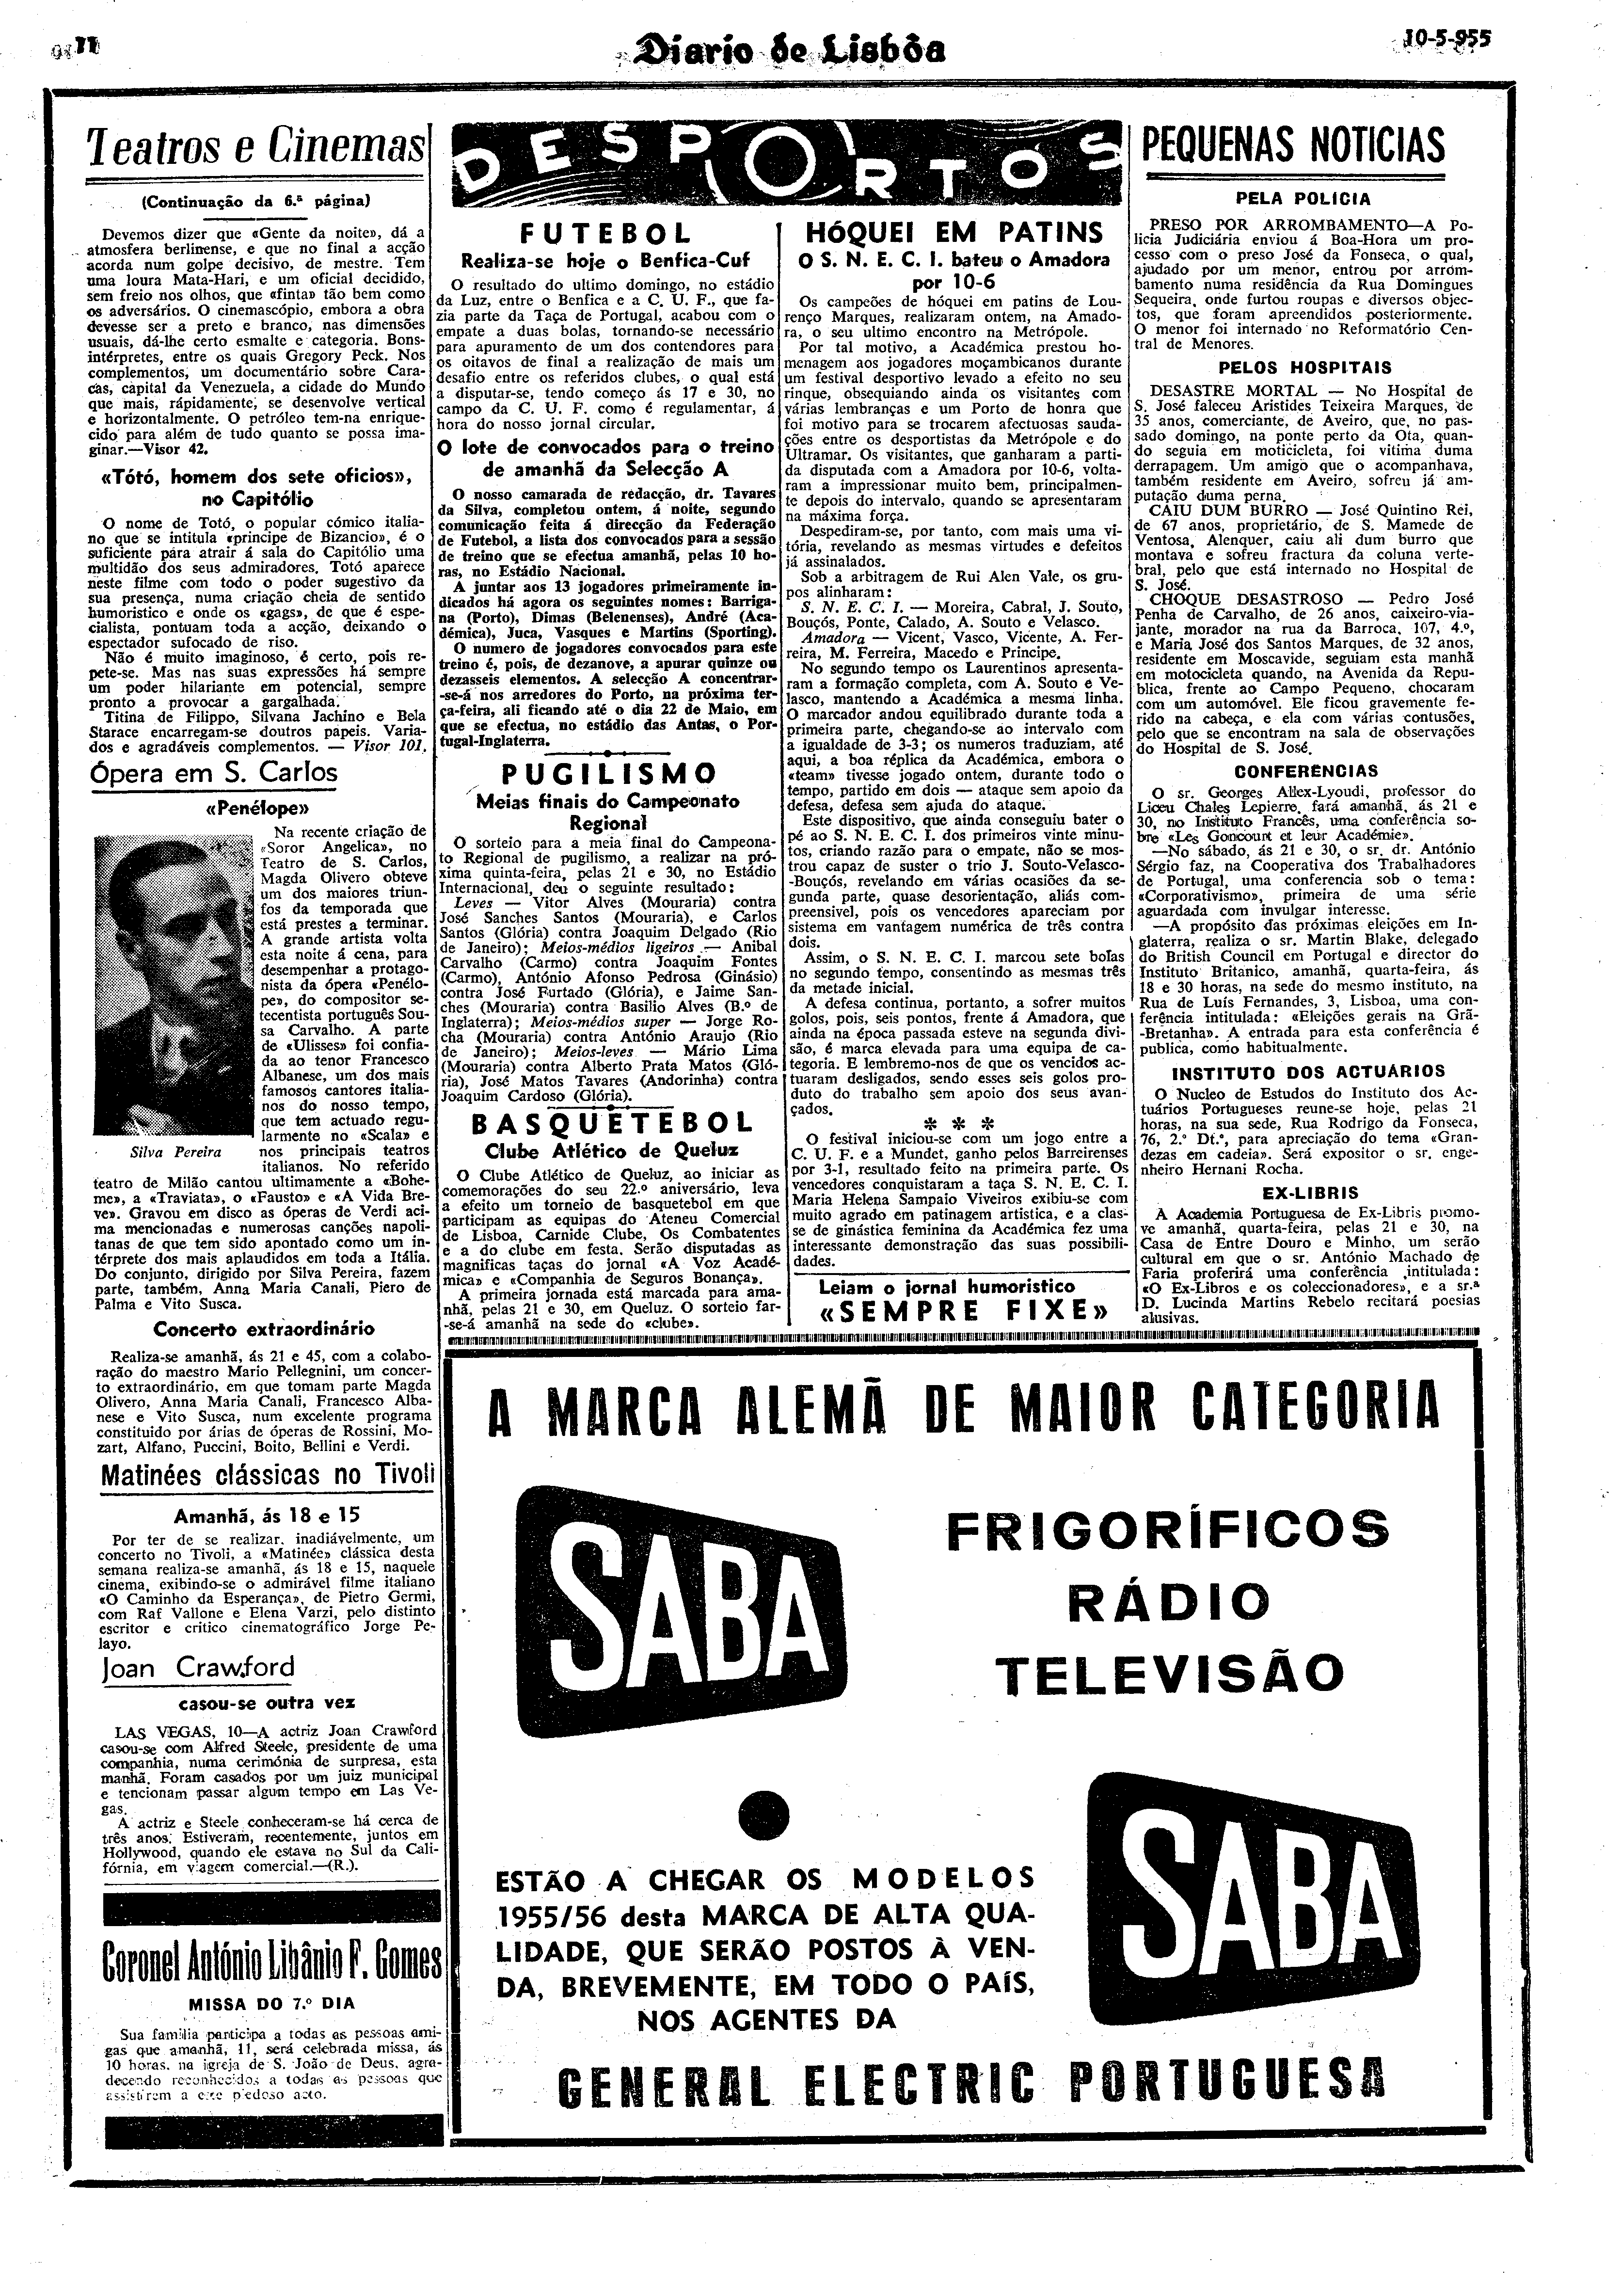 11
Diario de Lisbôa
10-5-955
Teatros e Cinemas
(Continuação da 6.ª página)
Devemos dizer que «Gente da noite», dá a
atmosfera berlinense, e que no final a acção
acorda num golpe decisivo, de mestre. Tem
uma loura Mata-Hari, e um oficial decidido,
sem freio nos olhos, que «finta» tão bem como
os adversários. O cinemascópio, embora a obra
devesse ser a preto e branco, nas dimensões
usuais, dá-lhe certo esmalte e categoria. Bons
intérpretes, entre os quais Gregory Peck. Nos
complementos, um documentário sobre Cara-
cas, capital da Venezuela, a cidade do Mundo
que mais, rápidamente, se desenvolve vertical
e horizontalmente. O petróleo tem-na enrique-
cido para além de tudo quanto se possa ima-
ginar.—Visor 42.
«Tótó, homem dos sete oficios»,
no Capitólio
O nome de Totó, o popular cómico italia-
no que se intitula «principe de Bizancio», é o
suficiente para atrair á sala do Capitólio uma
multidão dos seus admiradores. Totó aparece
neste filme com todo o poder sugestivo da
sua presença, numa criação cheia de sentido
humoristico e onde os «gags», de que é espe-
cialista, pontuam toda a acção, deixando o
espectador sufocado de riso.
Não é muito imaginoso, é certo, pois re-
pete-se. Mas nas suas expressões há sempre
um poder hilariante em potencial, sempre
pronto a provocar a gargalhada.
Titina de Filippo, Silvana Jachino e Bela
Starace encarregam-se doutros papeis. Varia-
dos e agradáveis complementos. — Visor 101.
Ópera em S. Carlos
«Penélope»
Na recente criação de
«Soror Angelica», no
Teatro de S. Carlos,
Magda Olivero obteve
um dos maiores triun-
fos da temporada que
está prestes a terminar.
A grande artista volta
esta noite á cena, para
desempenhar a protago-
nista da ópera «Penélo-
pe», do compositor se-
tecentista português Sou-
sa Carvalho. A parte
de «Ulisses» foi confia-
da ao tenor Francesco
Albanese, um dos mais
famosos cantores italia-
nos do nosso tempo,
que tem actuado regu-
larmente no «Scala» e
nos principais teatros
italianos. No referido
Silva Pereira
teatro de Milão cantou ultimamente a «Bohe-
me», a «Traviata», o «Fausto» e «A Vida Bre-
ve». Gravou em disco as óperas de Verdi aci-
ma mencionadas e numerosas canções napoli-
tanas de que tem sido apontado como um in-
térprete dos mais aplaudidos em toda a Itália.
Do conjunto, dirigido por Silva Pereira, fazem
parte, também, Anna Maria Canali, Piero de
Palma e Vito Susca.
Concerto extraordinário
Realiza-se amanhã, ás 21 e 45, com a colabo-
ração do maestro Mario Pellegnini, um concer-
to extraordinário, em que tomam parte Magda
Olivero, Anna Maria Canali, Francesco Alba-
nese e Vito Susca, num excelente programa
constituido por árias de óperas de Rossini, Mo-
zart, Alfano, Puccini, Boito, Bellini e Verdi.
Matinées clássicas no Tivoli
Amanhã, ás 18 e 15
Por ter de se realizar, inadiávelmente, um
concerto no Tivoli, a «Matinée» clássica desta
semana realiza-se amanhã, ás 18 e 15, naquele
cinema, exibindo-se o admirável filme italiano
«O Caminho da Esperança», de Pietro Germi,
com Raf Vallone e Elena Varzi, pelo distinto
escritor e critico cinematográfico Jorge Pe-
layo.
Joan Crawford
casou-se outra vez
LAS VEGAS, 10—A actriz Joan Crawford
casou-se com Alfred Steele, presidente de uma
companhia, numa cerimónia de surpresa, esta
manhã. Foram casados por um juiz municipal
e tencionam passar algum tempo em Las Ve-
gas.
A actriz e Steele conheceram-se há cerca de
três anos. Estiveram, recentemente, juntos em
Hollywood, quando ele estava no Sul da Cali-
fórnia, em viagem comercial.—(R.).
Coronel António Libânio F. Gomes
MISSA DO 7.º DIA
Sua familia participa a todas as pessoas ami-
gas que amanhã, 11, será celebrada missa, ás
10 horas, na igreja de S. João de Deus, agra-
decendo reconhecidos a todas as pessoas que
assistirem a este piedoso acto.
DESPORTOS
FUTEBOL
Realiza-se hoje o Benfica-Cuf
O resultado do ultimo domingo, no estádio
da Luz, entre o Benfica e a C. U. F., que fa-
zia parte da Taça de Portugal, acabou com o
empate a duas bolas, tornando-se necessário
para apuramento de um dos contendores para
os oitavos de final a realização de mais um
desafio entre os referidos clubes, o qual está
a disputar-se, tendo começo ás 17 e 30, no
campo da C. U. F. como é regulamentar, á
hora do nosso jornal circular.
O lote de convocados para o treino
de amanhã da Selecção A
O nosso camarada de redacção, dr. Tavares
da Silva, completou ontem, á noite, segundo
comunicação feita á direcção da Federação
de Futebol, a lista dos convocados para a sessão
de treino que se efectua amanhã, pelas 10 ho-
ras, no Estádio Nacional.
A juntar aos 13 jogadores primeiramente in-
dicados há agora os seguintes nomes: Barriga-
na (Porto), Dimas (Belenenses), André (Aca-
démica), Juca, Vasques e Martins (Sporting).
O numero de jogadores convocados para este
treino é, pois, de dezanove, a apurar quinze ou
dezasseis elementos. A selecção A concentrar-
-se-á nos arredores do Porto, na próxima ter-
ça-feira, ali ficando até o dia 22 de Maio, em
que se efectua, no estádio das Antas, o Por-
tugal-Inglaterra.
PUGILISMO
Meias finais do Campeonato
Regional
O sorteio para a meia final do Campeona-
to Regional de pugilismo, a realizar na pró-
xima quinta-feira, pelas 21 e 30, no Estádio
Internacional, deu o seguinte resultado:
Leves — Vitor Alves (Mouraria) contra
José Sanches Santos (Mouraria), e Carlos
Santos (Glória) contra Joaquim Delgado (Rio
de Janeiro); Meios-médios ligeiros — Anibal
Carvalho (Carmo) contra Joaquim Fontes
(Carmo), António Afonso Pedrosa (Ginásio)
contra José Furtado (Glória), e Jaime San-
ches (Mouraria) contra Basilio Alves (B.º de
Inglaterra); Meios-médios super — Jorge Ro-
cha (Mouraria) contra António Araujo (Rio
de Janeiro); Meios-leves — Mário Lima
(Mouraria) contra Alberto Prata Matos (Gló-
ria), José Matos Tavares (Andorinha) contra
Joaquim Cardoso (Glória).
BASQUETEBOL
Clube Atlético de Queluz
O Clube Atlético de Queluz, ao iniciar as
comemorações do seu 22.º aniversário, leva
a efeito um torneio de basquetebol em que
participam as equipas do Ateneu Comercial
de Lisboa, Carnide Clube, Os Combatentes
e a do clube em festa. Serão disputadas as
magnificas taças do jornal «A Voz Acadé-
mica» e «Companhia de Seguros Bonança».
A primeira jornada está marcada para ama-
nhã, pelas 21 e 30, em Queluz. O sorteio far-
-se-á amanhã na sede do «clube».
HÓQUEI EM PATINS
O S. N. E. C. I. bateu o Amadora
por 10-6
Os campeões de hóquei em patins de Lou-
renço Marques, realizaram ontem, na Amado-
ra, o seu ultimo encontro na Metrópole.
Por tal motivo, a Académica prestou ho-
menagem aos jogadores moçambicanos durante
um festival desportivo levado a efeito no seu
rinque, obsequiando ainda os visitantes com
várias lembranças e um Porto de honra que
foi motivo para se trocarem afectuosas sauda-
ções entre os desportistas da Metrópole e do
Ultramar. Os visitantes, que ganharam a parti-
da disputada com a Amadora por 10-6, volta-
ram a impressionar muito bem, principalmen-
te depois do intervalo, quando se apresentaram
na máxima força.
Despediram-se, por tanto, com mais uma vi-
tória, revelando as mesmas virtudes e defeitos
já assinalados.
Sob a arbitragem de Rui Alen Vale, os gru-
pos alinharam:
S. N. E. C. I. — Moreira, Cabral, J. Souto,
Bouçós, Ponte, Calado, A. Souto e Velasco.
Amadora — Vicent, Vasco, Vicente, A. Fer-
reira, M. Ferreira, Macedo e Principe.
No segundo tempo os Laurentinos apresenta-
ram a formação completa, com A. Souto e Ve-
lasco, mantendo a Académica a mesma linha.
O marcador andou equilibrado durante toda a
primeira parte, chegando-se ao intervalo com
a igualdade de 3-3; os numeros traduziam, até
aqui, a boa réplica da Académica, embora o
«team» tivesse jogado ontem, durante todo o
tempo, partido em dois — ataque sem apoio da
defesa, defesa sem ajuda do ataque.
Este dispositivo, que ainda conseguiu bater o
pé ao S. N. E. C. I. dos primeiros vinte minu-
tos, criando razão para o empate, não se mos-
trou capaz de suster o trio J. Souto-Velasco-
-Bouçós, revelando em várias ocasiões da se-
gunda parte, quase desorientação, aliás com-
preensivel, pois os vencedores apareciam por
sistema em vantagem numérica de três contra
dois.
Assim, o S. N. E. C. I. marcou sete bolas
no segundo tempo, consentindo as mesmas três
da metade inicial.
A defesa continua, portanto, a sofrer muitos
golos, pois, seis pontos, frente á Amadora, que
ainda na época passada esteve na segunda divi-
são, é marca elevada para uma equipa de ca-
tegoria. E lembremo-nos de que os vencidos ac-
tuaram desligados, sendo esses seis golos pro-
duto do trabalho sem apoio dos seus avan-
çados.
* * *
O festival iniciou-se com um jogo entre a
C. U. F. e a Mundet, ganho pelos Barreirenses
por 3-1, resultado feito na primeira parte. Os
vencedores conquistaram a taça S. N. E. C. I.
Maria Helena Sampaio Viveiros exibiu-se com
muito agrado em patinagem artistica, e a clas-
se de ginástica feminina da Académica fez uma
interessante demonstração das suas possibili-
dades.
Leiam o jornal humoristico
«SEMPRE FIXE»
PEQUENAS NOTICIAS
PELA POLICIA
PRESO POR ARROMBAMENTO—A Po-
licia Judiciária enviou á Boa-Hora um pro-
cesso com o preso José da Fonseca, o qual,
ajudado por um menor, entrou por arrom-
bamento numa residência da Rua Domingues
Sequeira, onde furtou roupas e diversos objec-
tos, que foram apreendidos posteriormente.
O menor foi internado no Reformatório Cen-
tral de Menores.
PELOS HOSPITAIS
DESASTRE MORTAL — No Hospital de
S. José faleceu Aristides Teixeira Marques, de
35 anos, comerciante, de Aveiro, que, no pas-
sado domingo, na ponte perto da Ota, quan-
do seguia em moticicleta, foi vitima duma
derrapagem. Um amigo que o acompanhava,
também residente em Aveiro, sofreu já am-
putação duma perna.
CAIU DUM BURRO — José Quintino Rei,
de 67 anos, proprietário, de S. Mamede de
Ventosa, Alenquer, caiu ali dum burro que
montava e sofreu fractura da coluna verte-
bral, pelo que está internado no Hospital de
S. José.
CHOQUE DESASTROSO — Pedro José
Penha de Carvalho, de 26 anos, caixeiro-via-
jante, morador na rua da Barroca, 107, 4.º,
e Maria José dos Santos Marques, de 32 anos,
residente em Moscavide, seguiam esta manhã
em motocicleta quando, na Avenida da Repu-
blica, frente ao Campo Pequeno, chocaram
com um automóvel. Ele ficou gravemente fe-
rido na cabeça, e ela com várias contusões,
pelo que se encontram na sala de observações
do Hospital de S. José.
CONFERENCIAS
O sr. Georges Allex-Lyoudi, professor do
Liceu Chales Lepierre, fará amanhã, ás 21 e
30, no Instituto Francês, uma conferência so-
bre «Les Goncourt et leur Académie».
—No sábado, ás 21 e 30, o sr. dr. António
Sérgio faz, na Cooperativa dos Trabalhadores
de Portugal, uma conferencia sob o tema:
«Corporativismo», primeira de uma série
aguardada com invulgar interesse.
—A propósito das próximas eleições em In-
glaterra, realiza o sr. Martin Blake, delegado
do British Council em Portugal e director do
Instituto Britanico, amanhã, quarta-feira, ás
18 e 30 horas, na sede do mesmo instituto, na
Rua de Luís Fernandes, 3, Lisboa, uma con-
ferência intitulada: «Eleições gerais na Grã-
-Bretanha». A entrada para esta conferência é
publica, como habitualmente.
INSTITUTO DOS ACTUÁRIOS
O Nucleo de Estudos do Instituto dos Ac-
tuários Portugueses reune-se hoje, pelas 21
horas, na sua sede, Rua Rodrigo da Fonseca,
76, 2.º Dt.º, para apreciação do tema «Gran-
dezas em cadeia». Será expositor o sr. enge-
nheiro Hernani Rocha.
EX-LIBRIS
A Academia Portuguesa de Ex-Libris promo-
ve amanhã, quarta-feira, pelas 21 e 30, na
Casa de Entre Douro e Minho, um serão
cultural em que o sr. António Machado de
Faria proferirá uma conferência intitulada:
«O Ex-Libros e os coleccionadores», e a sr.ª
D. Lucinda Martins Rebelo recitará poesias
alusivas.
A MARCA ALEMÃ DE MAIOR CATEGORIA
SABA
FRIGORÍFICOS
RÁDIO
TELEVISÃO
ESTÃO A CHEGAR OS MODELOS
1955/56 desta MARCA DE ALTA QUA-
LIDADE, QUE SERÃO POSTOS À VEN-
DA, BREVEMENTE, EM TODO O PAÍS,
NOS AGENTES DA
SABA
GENERAL ELECTRIC PORTUGUESA